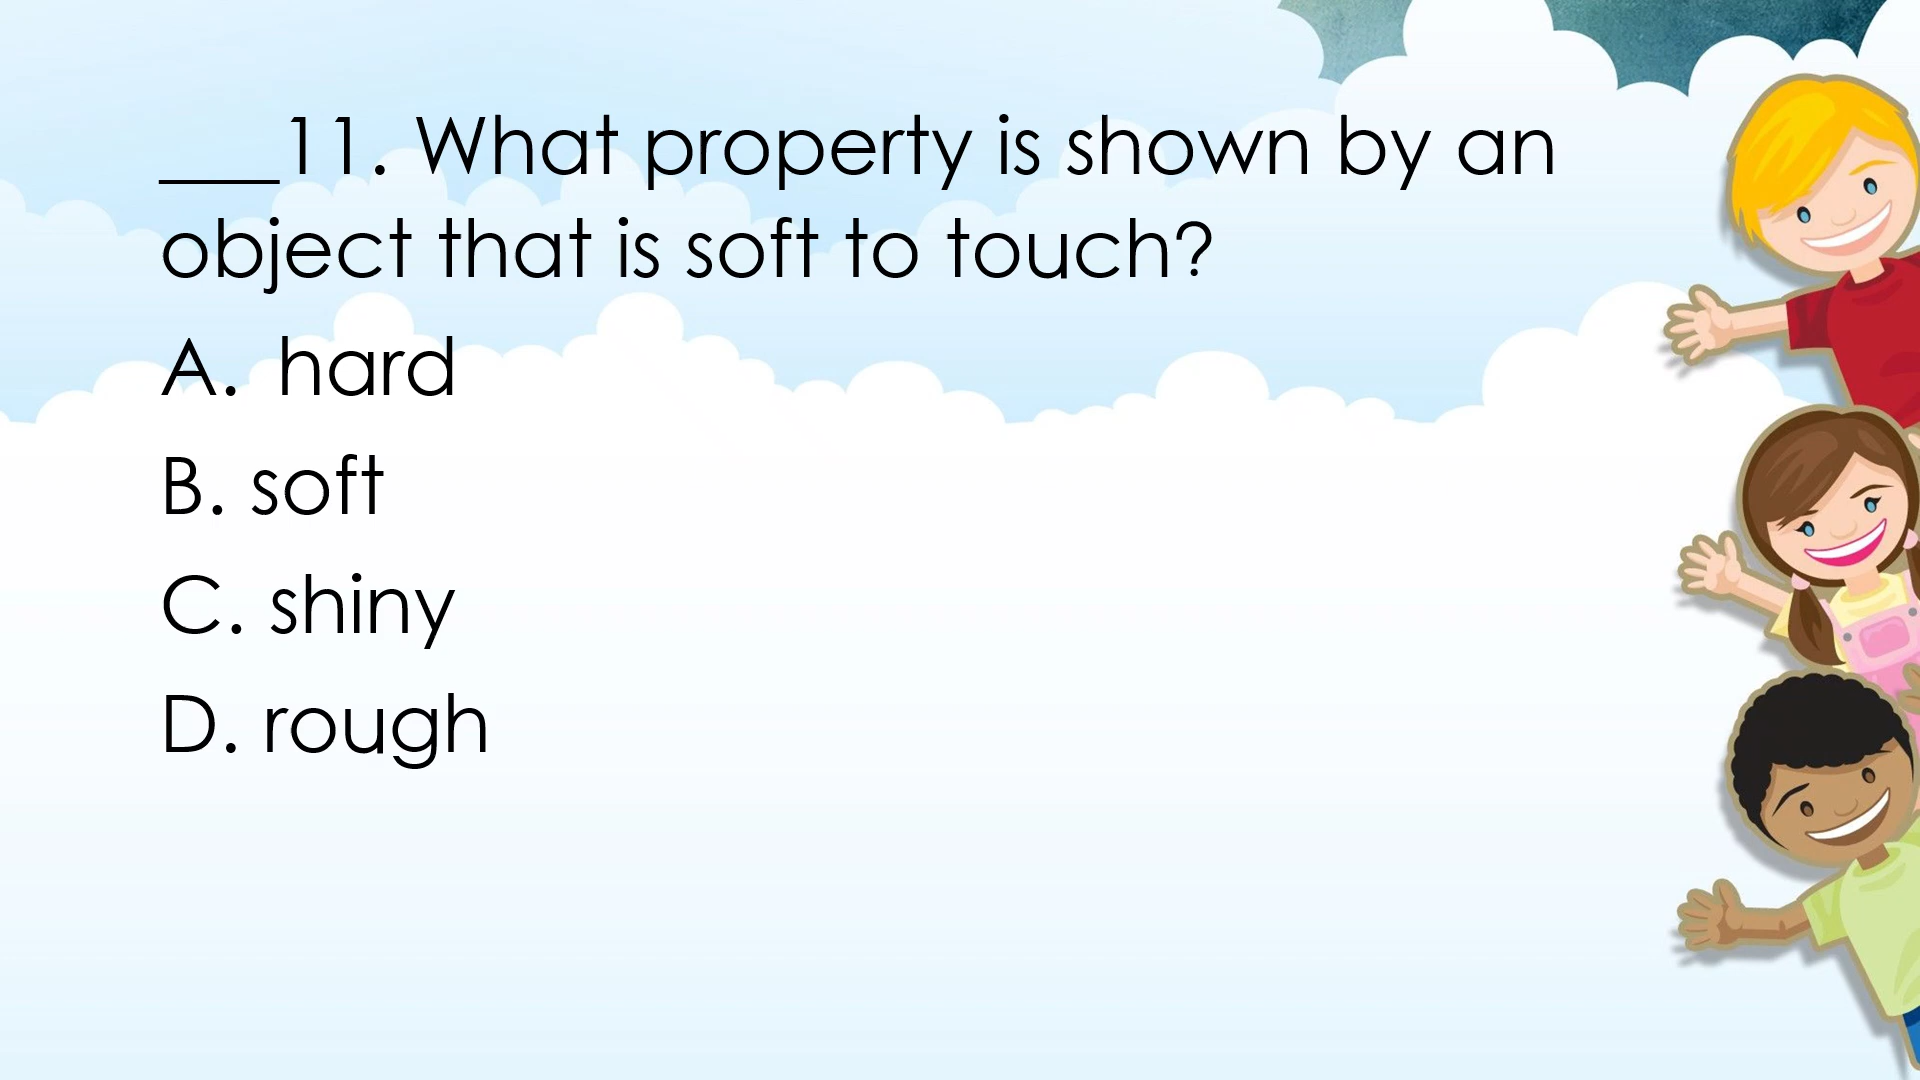 ___11. What property is shown by an
object that is soft to touch?
A. hard
B. soft
C. shiny
D. rough